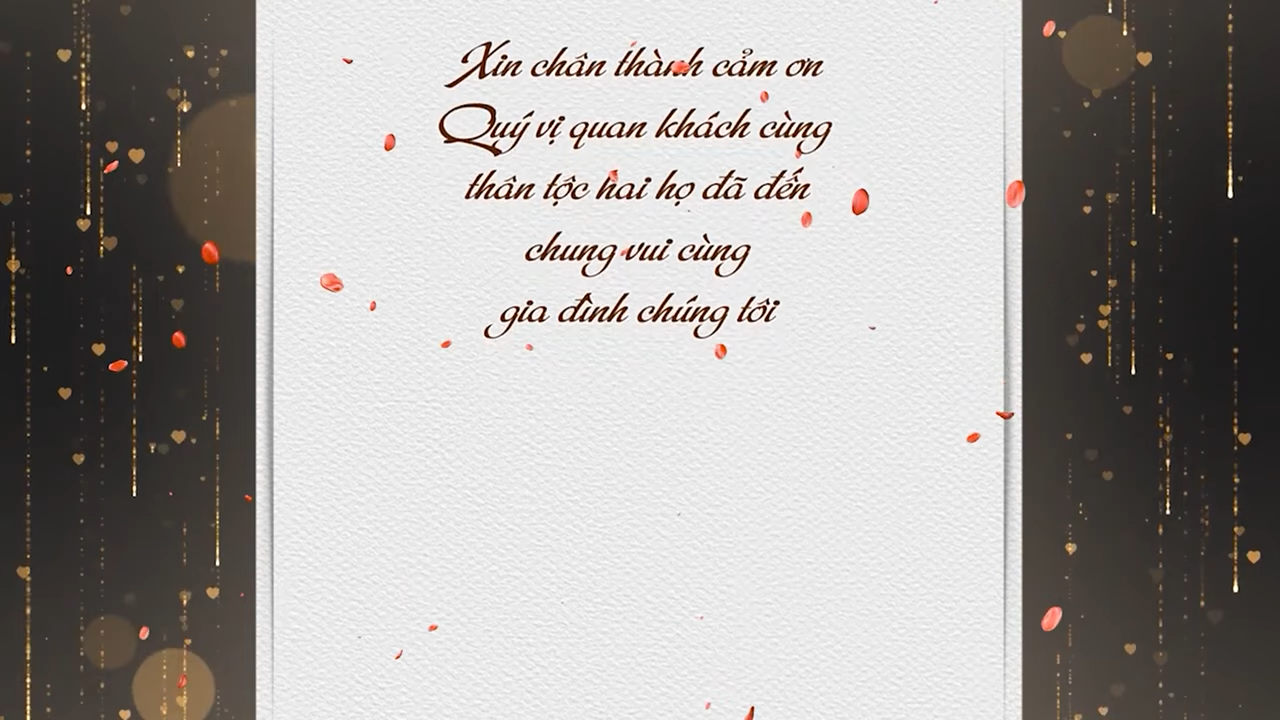 Xin chân thành cảm ơn
Quý vị quan khách cùng
thân tộc hai họ đã đến
chung vui cùng
gia đình chúng tôi